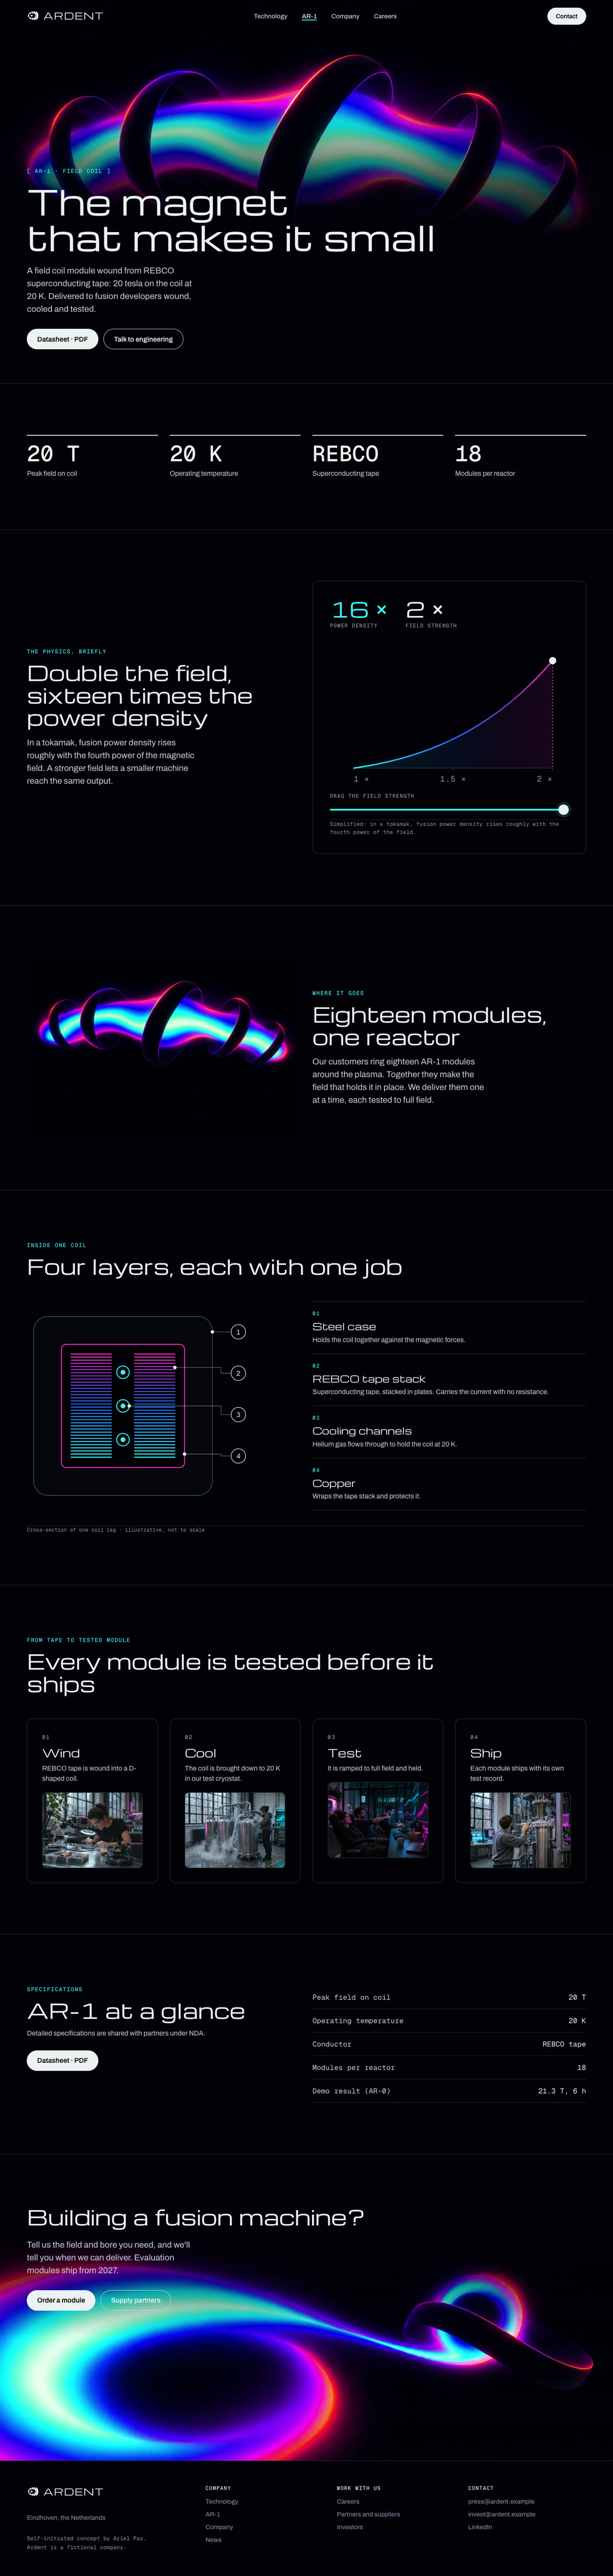 ARDENT
Technology
AR-1
Company
Careers
Contact
[ AR-1 · FIELD COIL ]
The magnet
that makes it small
A field coil module wound from REBCO
superconducting tape: 20 tesla on the coil at
20 K. Delivered to fusion developers wound,
cooled and tested.
Datasheet · PDF
Talk to engineering
20 T
Peak field on coil
20 K
Operating temperature
REBCO
Superconducting tape
18
Modules per reactor
THE PHYSICS, BRIEFLY
Double the field,
sixteen times the
power density
In a tokamak, fusion power density rises
roughly with the fourth power of the magnetic
field. A stronger field lets a smaller machine
reach the same output.
16 ×
POWER DENSITY
2 ×
FIELD STRENGTH
1 ×
1.5 ×
2 ×
DRAG THE FIELD STRENGTH
Simplified: in a tokamak, fusion power density rises roughly with the
fourth power of the field.
WHERE IT GOES
Eighteen modules,
one reactor
Our customers ring eighteen AR-1 modules
around the plasma. Together they make the
field that holds it in place. We deliver them one
at a time, each tested to full field.
INSIDE ONE COIL
Four layers, each with one job
1
2
3
4
Cross-section of one coil leg · illustrative, not to scale
01
Steel case
Holds the coil together against the magnetic forces.
02
REBCO tape stack
Superconducting tape, stacked in plates. Carries the current with no resistance.
03
Cooling channels
Helium gas flows through to hold the coil at 20 K.
04
Copper
Wraps the tape stack and protects it.
FROM TAPE TO TESTED MODULE
Every module is tested before it
ships
01
Wind
REBCO tape is wound into a D-
shaped coil.
02
Cool
The coil is brought down to 20 K
in our test cryostat.
03
Test
It is ramped to full field and held.
04
Ship
Each module ships with its own
test record.
SPECIFICATIONS
AR-1 at a glance
Detailed specifications are shared with partners under NDA.
Datasheet · PDF
Peak field on coil 20 T
Operating temperature 20 K
Conductor REBCO tape
Modules per reactor 18
Demo result (AR-0) 21.3 T, 6 h
Building a fusion machine?
Tell us the field and bore you need, and we'll
tell you when we can deliver. Evaluation
modules ship from 2027.
Order a module
Supply partners
ARDENT
Eindhoven, the Netherlands
Self-initiated concept by Ariel Paz.
Ardent is a fictional company.
COMPANY
Technology
AR-1
Company
News
WORK WITH US
Careers
Partners and suppliers
Investors
CONTACT
press@ardent.example
invest@ardent.example
LinkedIn